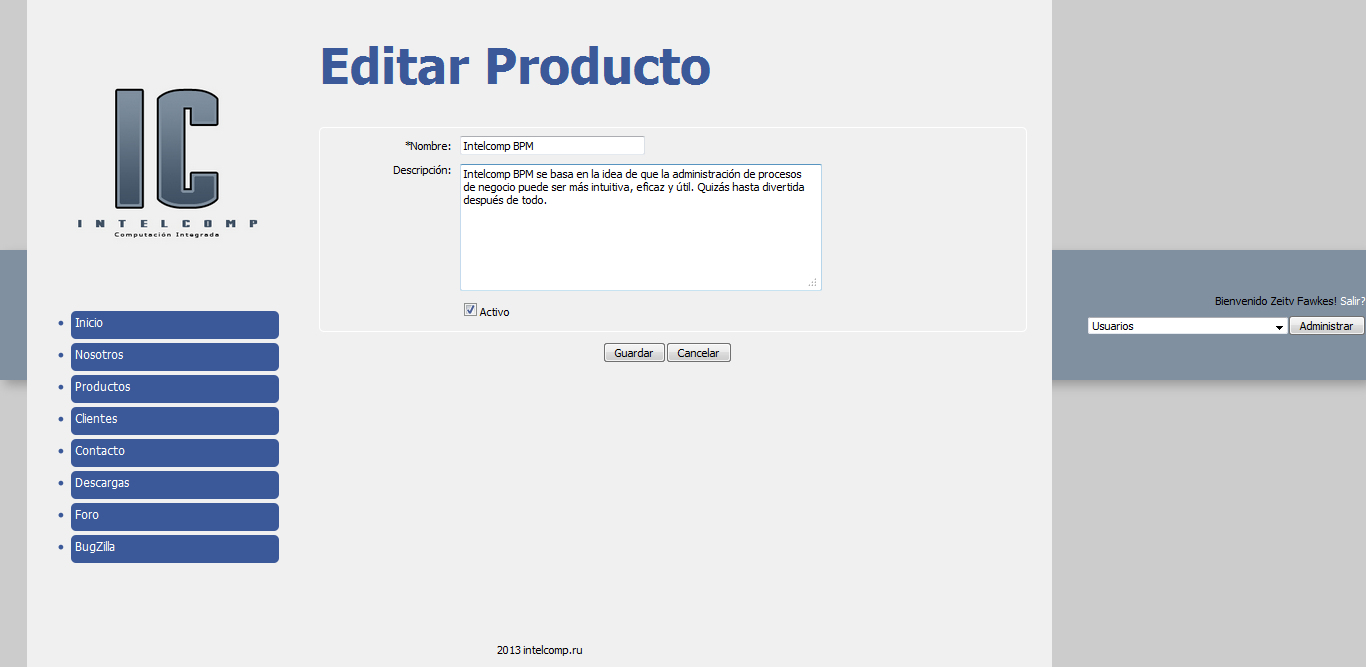 INTELCOMP
Computación Integrada
Editar Producto
*Nombre: Intelcomp BPM
Descripción: Intelcomp BPM se basa en la idea de que la administración de procesos
de negocio puede ser más intuitiva, eficaz y útil. Quizás hasta divertida
después de todo.
Activo
Guardar Cancelar
Inicio
Nosotros
Productos
Clientes
Contacto
Descargas
Foro
BugZilla
Bienvenido Zeitv Fawkes! Salir?
Usuarios Administrar
2013 intelcomp.ru